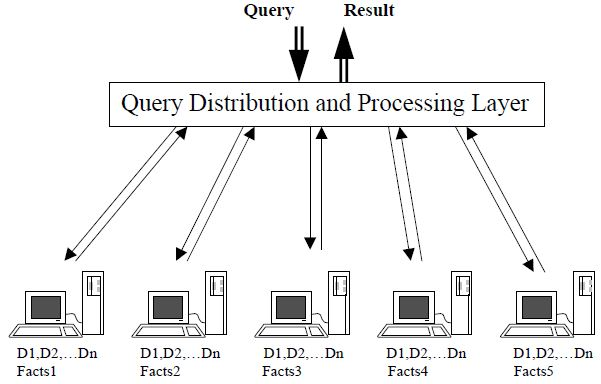 Query Result
Query Distribution and Processing Layer
D1,D2,…Dn D1,D2,…Dn D1,D2,…Dn D1,D2,…Dn D1,D2,…Dn
Facts1 Facts2 Facts3 Facts4 Facts5